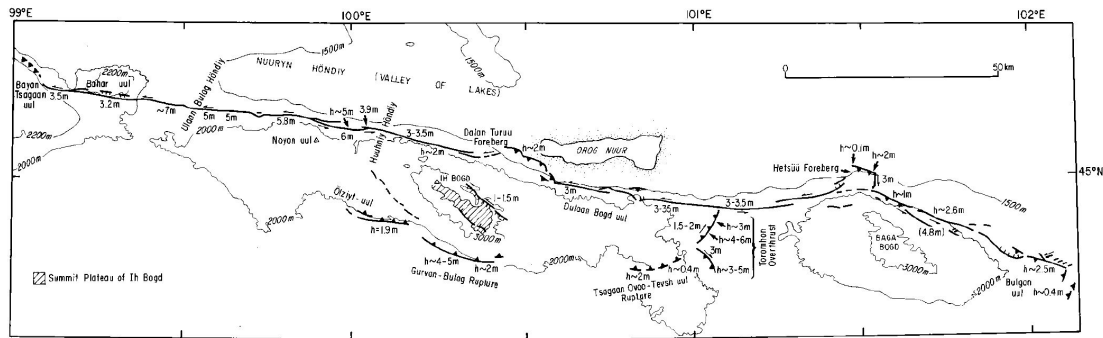 99°E
100°E
101°E
102°E
2200m
1500m
1500m
NUURYN HÖNDIY (VALLEY OF LAKES)
0 50 km
Bayan Tsagaan uul
Bahar uul
3.5m
3.2m
~7m
Ulaan Bulag Höndiy
5m
5m
5.8m
h~5m
3.9m
6m
Noyon uul
2000m
2200m
2000m
Huuhniy Höndiy
3-3.5m
h~2m
Dalan Turuu Foreberg
h~2m
OROG NUUR
3m
Dulaan Bogd uul
3-3.5m
3-3.5m
h~0.1m
h~2m
Hetsüü Foreberg
3m
45°N
1500m
h~1m
h~2.6m
(4.8m)
BAGA BOGD
3000m
2000m
h~2.5m
Bulgan uul
h~0.4m
IH BOGD
1-1.5m
3000m
Ölziyt-uul
2000m
h=1.9m
h~4-5m
h~2m
Gurvan-Bulag Rupture
2000m
1.5-2m
h~3m
h~4-6m
3m
h~3-5m
Toromhon Overthrust
h~2m
h~0.4m
Tsagaan Ovoo-Tevsh uul Rupture
Summit Plateau of Ih Bogd